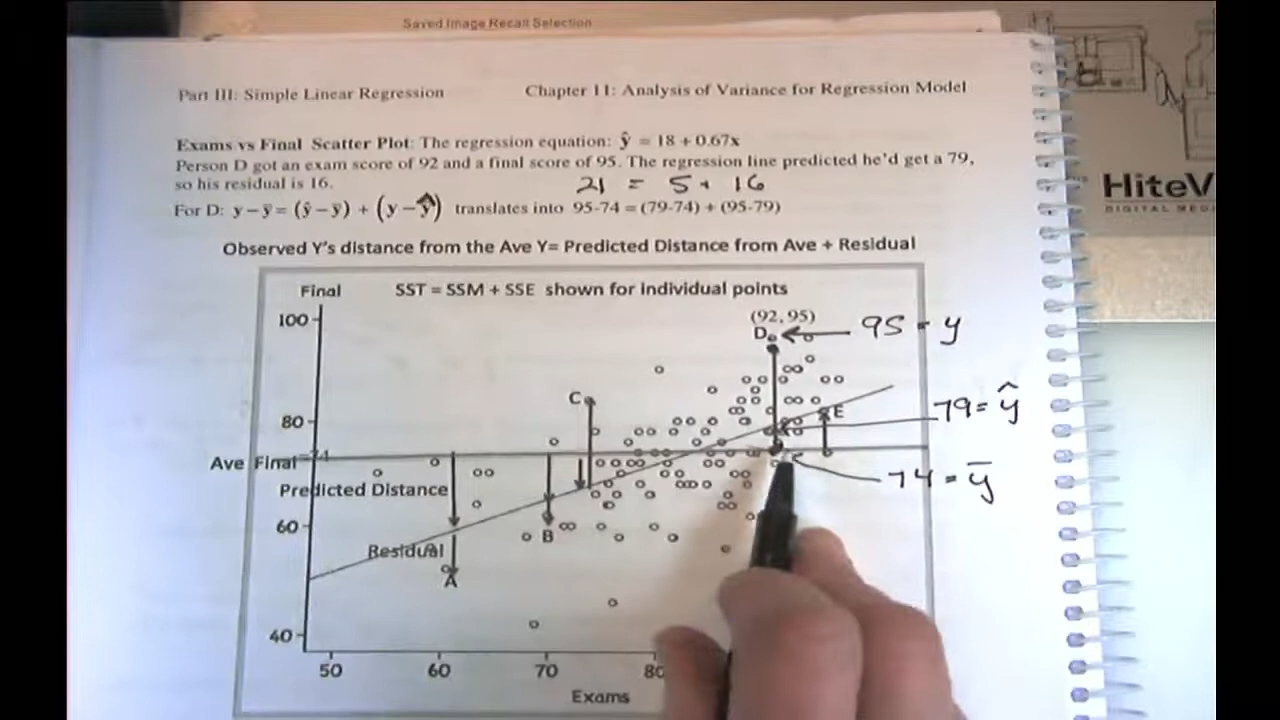 Saved Image Recall Selection
Part III: Simple Linear Regression
Chapter 11: Analysis of Variance for Regression Model
Exams vs Final Scatter Plot: The regression equation: ŷ = 18 + 0.67x
Person D got an exam score of 92 and a final score of 95. The regression line predicted he'd get a 79,
so his residual is 16.
21 = 5 + 16
For D: y – ȳ = (ŷ – ȳ) + (y – ŷ) translates into 95-74 = (79-74) + (95-79)
HiteV
DIGITAL MED
Observed Y's distance from the Ave Y= Predicted Distance from Ave + Residual
Final
SST = SSM + SSE shown for individual points
(92, 95)
100
D
95 = y
C
79 = ŷ
E
80
Ave Final=74
74 = ȳ
Predicted Distance
60
B
Residual
A
40
50 60 70 80
Exams